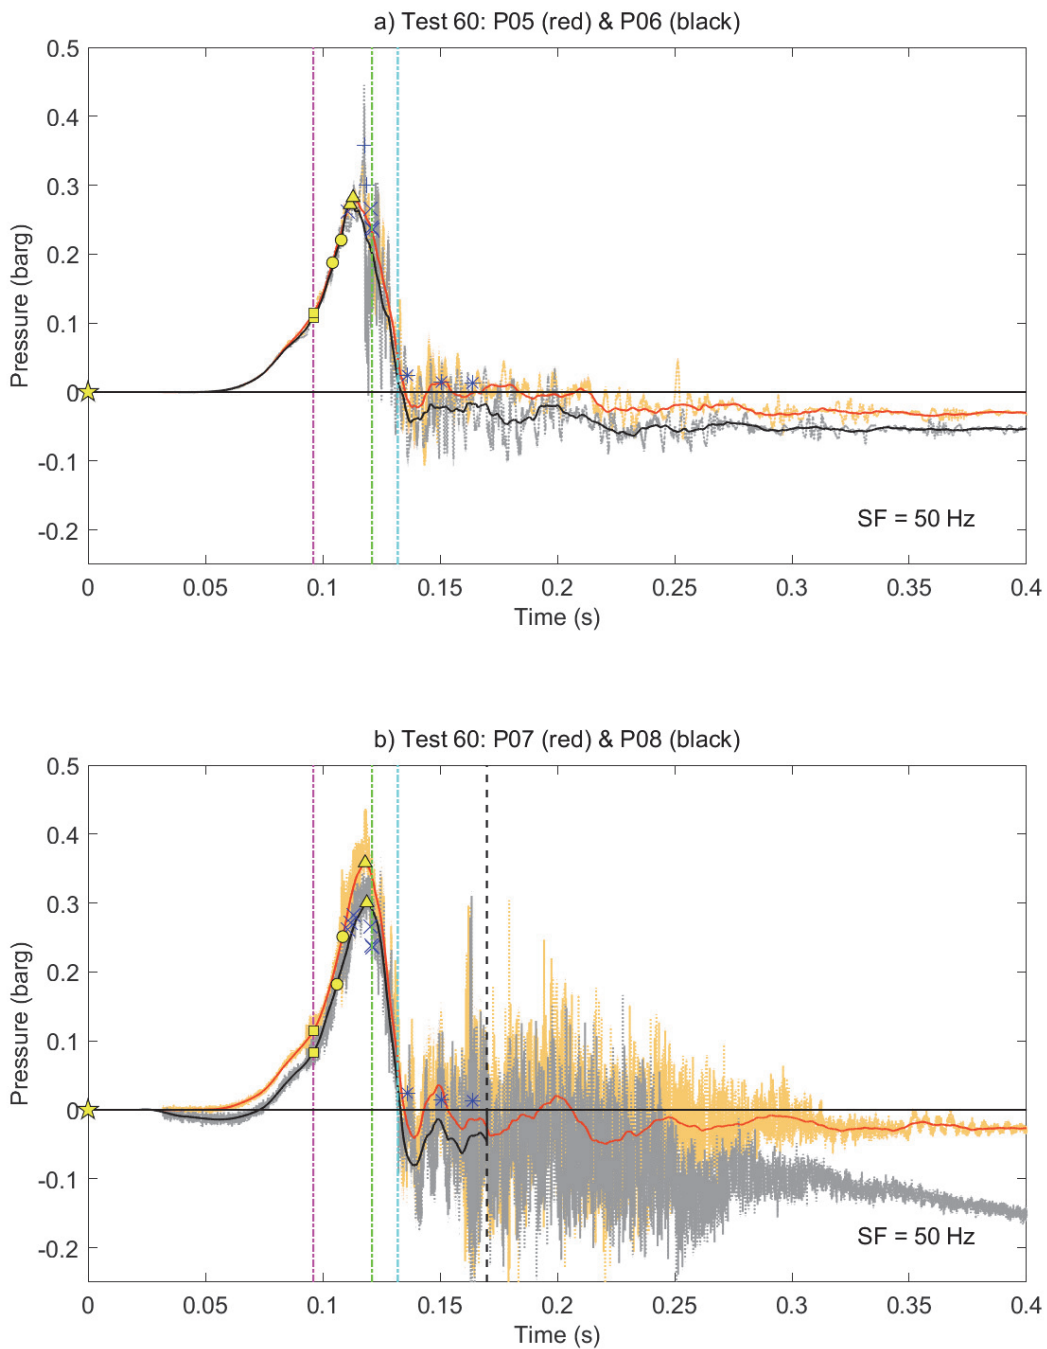 a) Test 60: P05 (red) & P06 (black)
0.5
0.4
0.3
0.2
0.1
0
-0.1
-0.2
Pressure (barg)
SF = 50 Hz
0 0.05 0.1 0.15 0.2 0.25 0.3 0.35 0.4
Time (s)
b) Test 60: P07 (red) & P08 (black)
0.5
0.4
0.3
0.2
0.1
0
-0.1
-0.2
Pressure (barg)
SF = 50 Hz
0 0.05 0.1 0.15 0.2 0.25 0.3 0.35 0.4
Time (s)